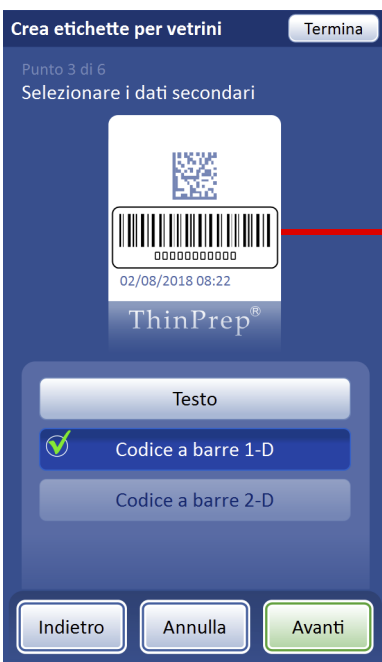 Crea etichette per vetrini
Termina
Punto 3 di 6
Selezionare i dati secondari
00000000000
02/08/2018 08:22
ThinPrep®
Testo
Codice a barre 1-D
Codice a barre 2-D
Indietro
Annulla
Avanti